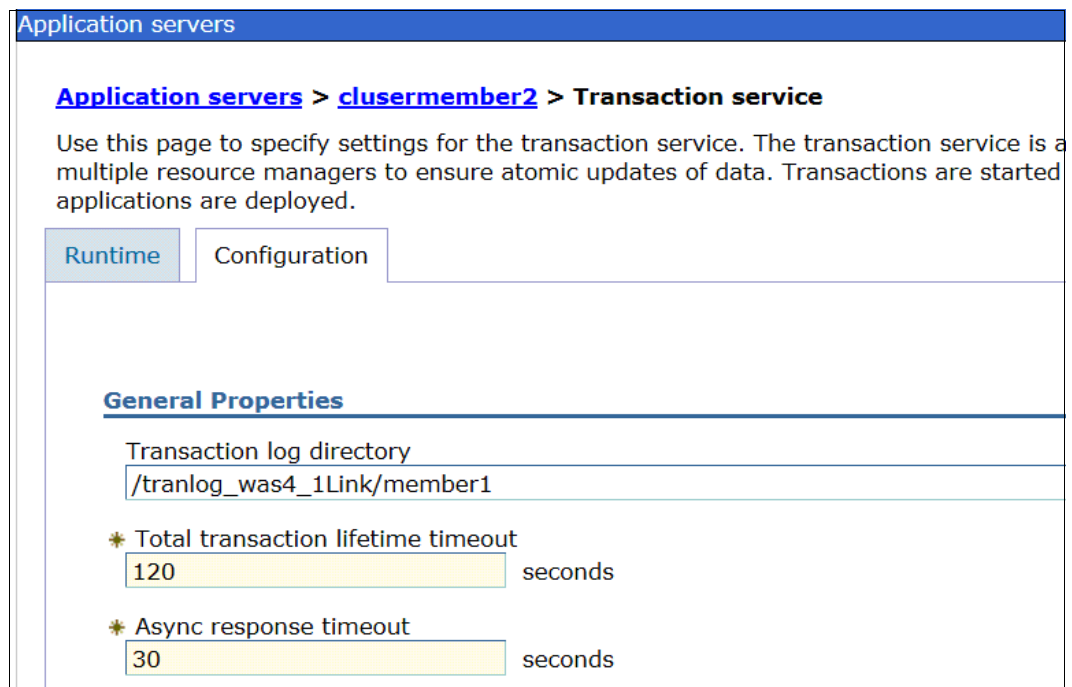 Application servers
Application servers > clusermember2 > Transaction service
Use this page to specify settings for the transaction service. The transaction service is a
multiple resource managers to ensure atomic updates of data. Transactions are started
applications are deployed.
Runtime Configuration
General Properties
Transaction log directory
/tranlog_was4_1Link/member1
Total transaction lifetime timeout
120 seconds
Async response timeout
30 seconds